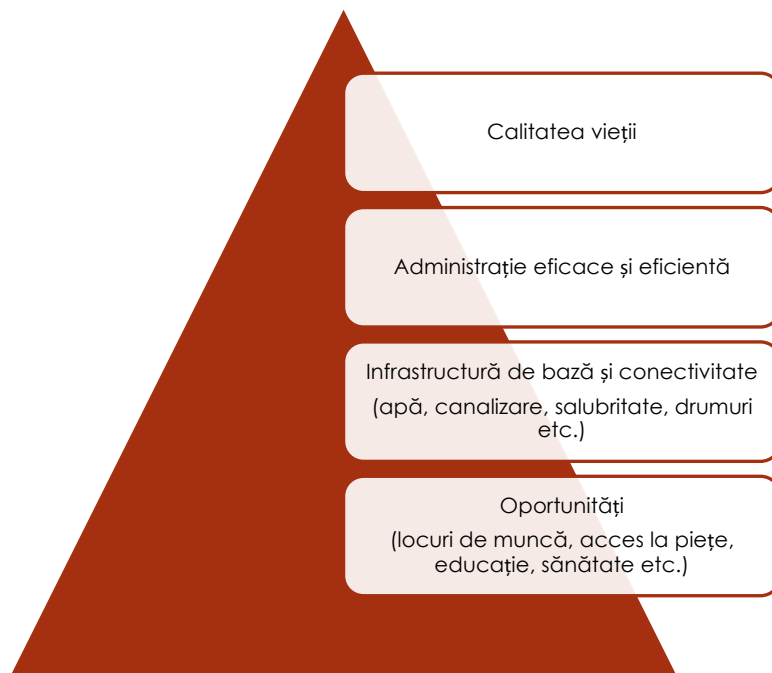 Calitatea vieții
Administrație eficace și eficientă
Infrastructură de bază și conectivitate
(apă, canalizare, salubritate, drumuri
etc.)
Oportunități
(locuri de muncă, acces la piețe,
educație, sănătate etc.)